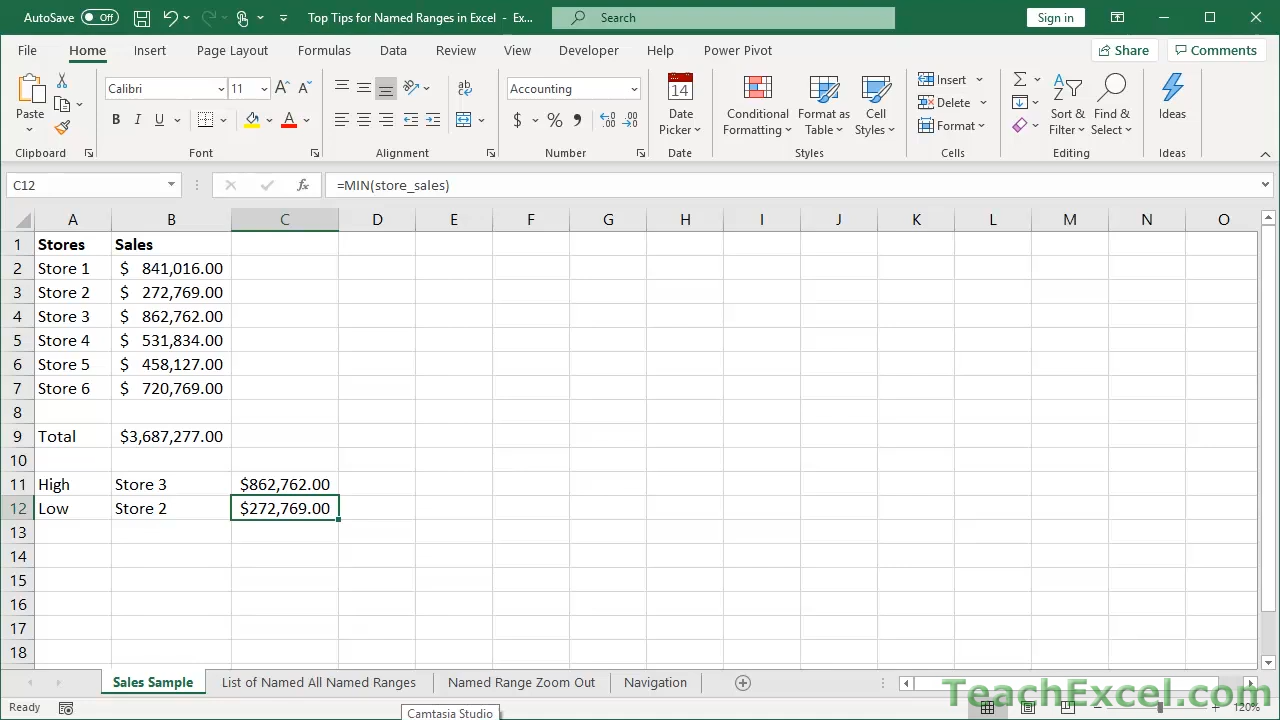 AutoSave Off Top Tips for Named Ranges in Excel - Ex... Search Sign in
File Home Insert Page Layout Formulas Data Review View Developer Help Power Pivot Share Comments
Paste Calibri 11 Accounting 14 Date Picker Conditional Formatting Format as Table Cell Styles Insert Delete Format Sort & Filter Find & Select Ideas
Clipboard Font Alignment Number Date Styles Cells Editing Ideas
C12 fx =MIN(store_sales)
A B C D E F G H I J K L M N O
1 Stores Sales
2 Store 1 $ 841,016.00
3 Store 2 $ 272,769.00
4 Store 3 $ 862,762.00
5 Store 4 $ 531,834.00
6 Store 5 $ 458,127.00
7 Store 6 $ 720,769.00
8
9 Total $3,687,277.00
10
11 High Store 3 $862,762.00
12 Low Store 2 $272,769.00
13
14
15
16
17
18
Sales Sample List of Named All Named Ranges Named Range Zoom Out Navigation
Ready Camtasia Studio 120%
TeachExcel.com